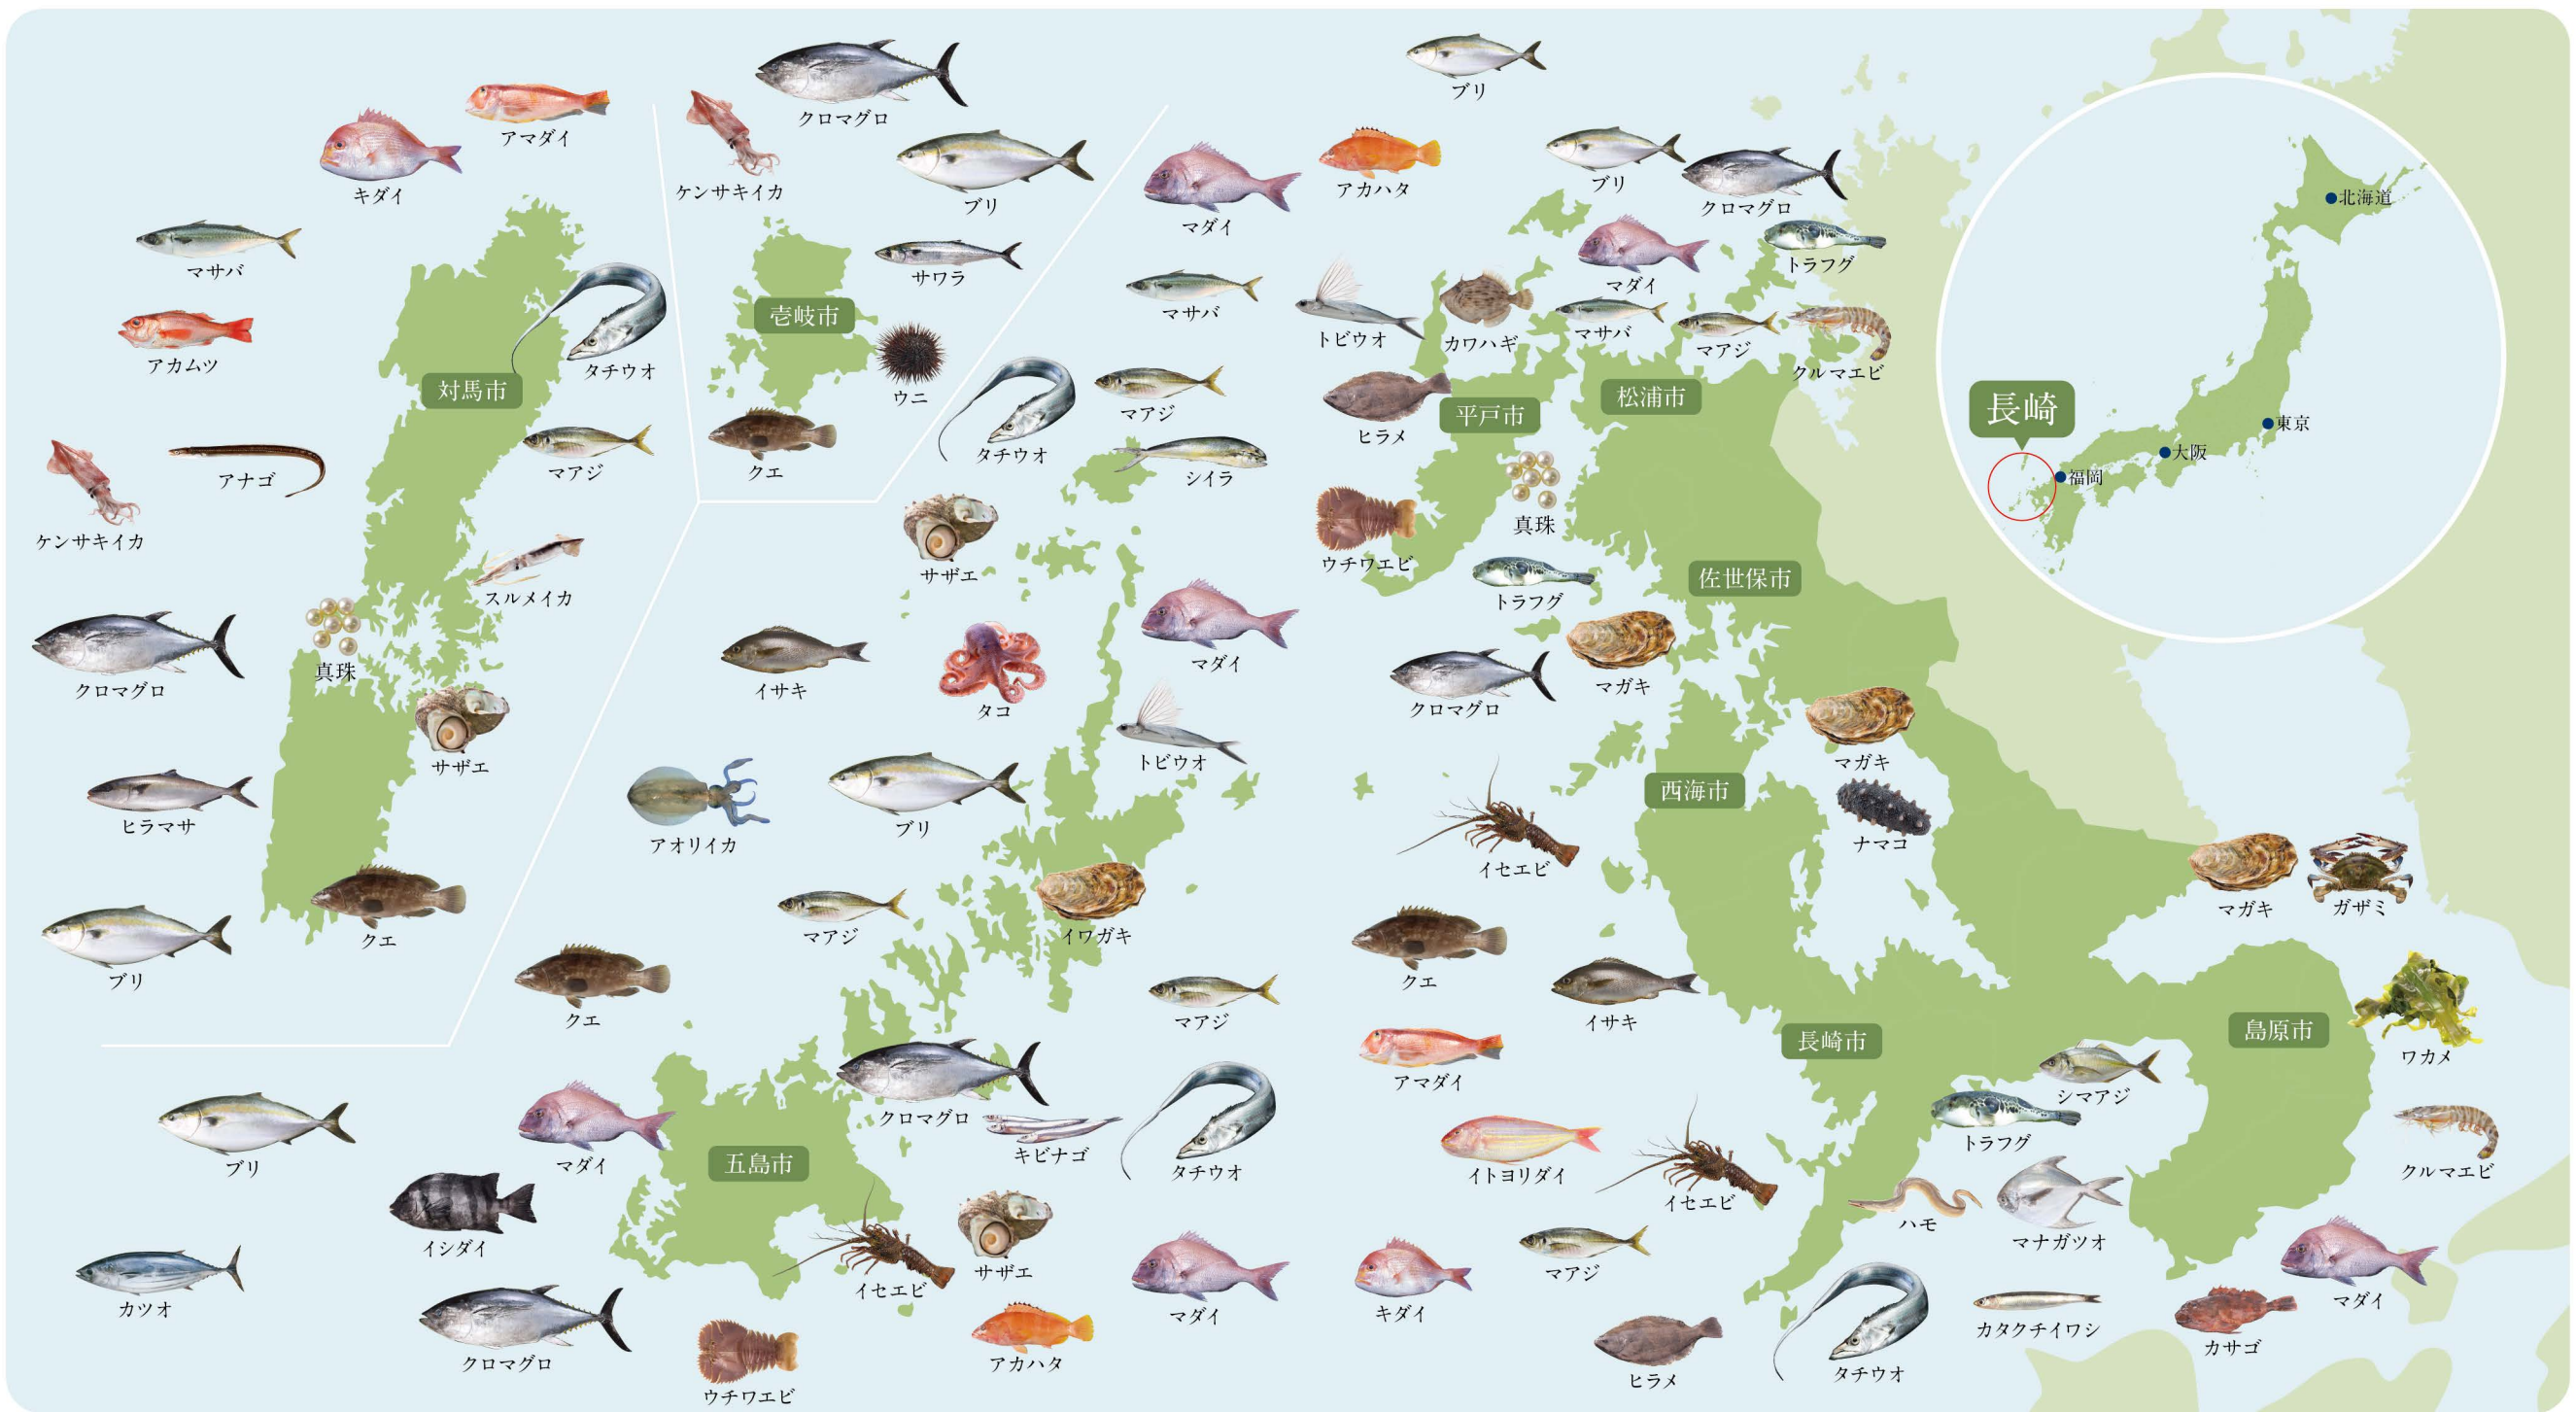 アマダイ
キダイ
マサバ
アカムツ
タチウオ
対馬市
マアジ
アナゴ
ケンサキイカ
スルメイカ
真珠
クロマグロ
サザエ
ヒラマサ
クエ
ブリ
クロマグロ
ケンサキイカ
ブリ
サワラ
壱岐市
ウニ
クエ
ブリ
アカハタ
マダイ
マサバ
マアジ
タチウオ
シイラ
サザエ
マダイ
イサキ
タコ
トビウオ
ブリ
アオリイカ
マアジ
イワガキ
クエ
マアジ
クロマグロ
キビナゴ
タチウオ
マダイ
ブリ
五島市
イシダイ
カツオ
イセエビ
サザエ
クロマグロ
アカハタ
ウチワエビ
マダイ
ブリ
クロマグロ
マダイ
トラフグ
トビウオ
カワハギ
マサバ
マアジ
クルマエビ
ヒラメ
平戸市
松浦市
真珠
ウチワエビ
トラフグ
佐世保市
マガキ
クロマグロ
マガキ
西海市
ナマコ
イセエビ
マガキ
ガザミ
クエ
イサキ
長崎市
島原市
ワカメ
アマダイ
シマアジ
トラフグ
イトヨリダイ
イセエビ
クルマエビ
ハモ
マナガツオ
マアジ
キダイ
マダイ
カタクチイワシ
カサゴ
ヒラメ
タチウオ
北海道
長崎
東京
大阪
福岡